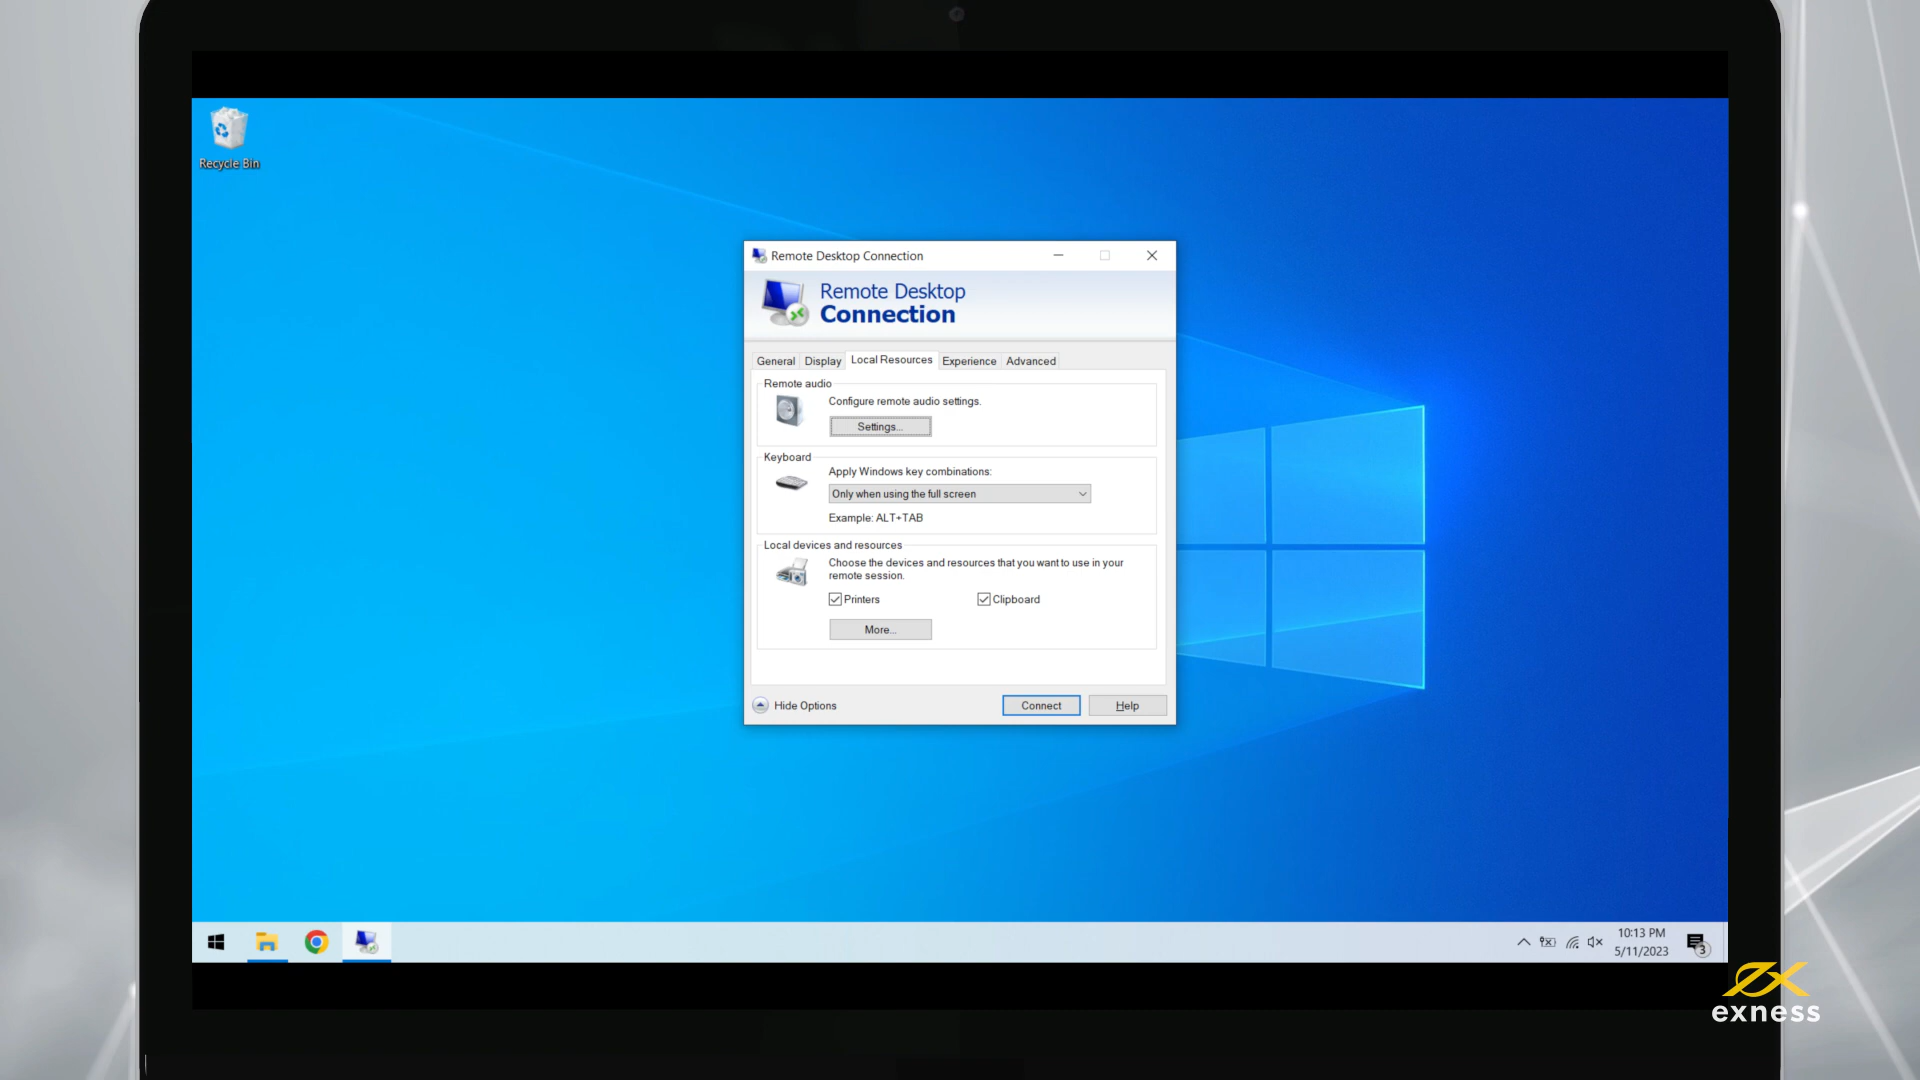 Recycle Bin
Remote Desktop Connection
Remote Desktop
Connection
General Display Local Resources Experience Advanced
Remote audio
Configure remote audio settings.
Settings...
Keyboard
Apply Windows key combinations:
Only when using the full screen
Example: ALT+TAB
Local devices and resources
Choose the devices and resources that you want to use in your
remote session.
Printers Clipboard
More...
Hide Options Connect Help
10:13 PM
5/11/2023
3
exness